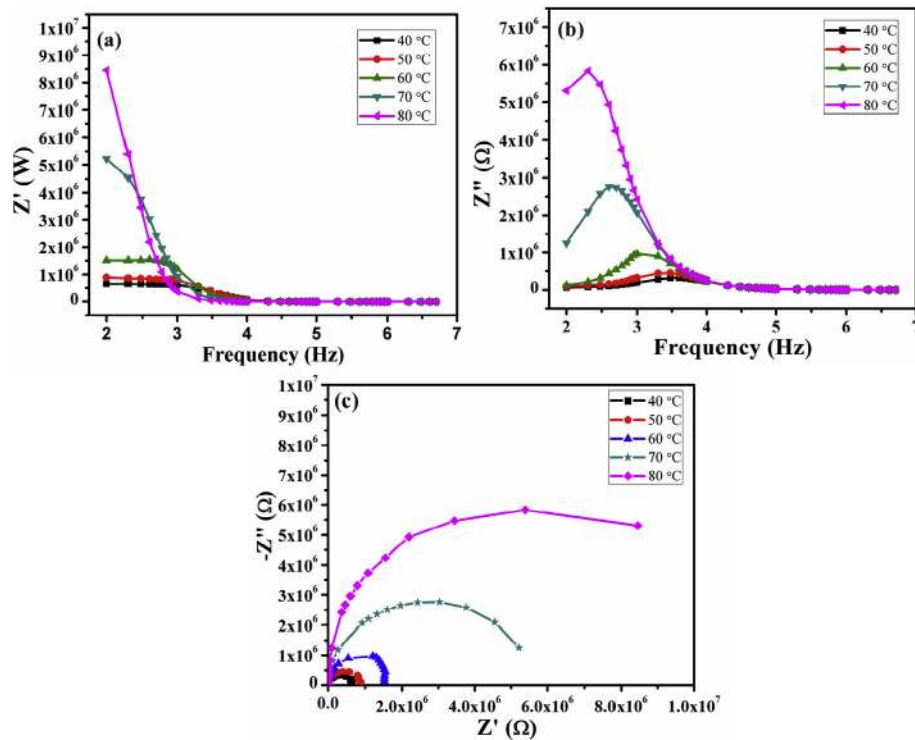 (a)
40 °C
50 °C
60 °C
70 °C
80 °C
1x10⁷
9x10⁶
8x10⁶
7x10⁶
6x10⁶
5x10⁶
4x10⁶
3x10⁶
2x10⁶
1x10⁶
0
Z' (W)
2 3 4 5 6 7
Frequency (Hz)
(b)
40 °C
50 °C
60 °C
70 °C
80 °C
6x10⁶
5x10⁶
4x10⁶
3x10⁶
2x10⁶
1x10⁶
0
Z'' (Ω)
2 3 4 5 6 7
Frequency (Hz)
(c)
40 °C
50 °C
60 °C
70 °C
80 °C
1x10⁷
9x10⁶
8x10⁶
7x10⁶
6x10⁶
5x10⁶
4x10⁶
3x10⁶
2x10⁶
1x10⁶
0
-Z'' (Ω)
0.0 2.0x10⁶ 4.0x10⁶ 6.0x10⁶ 8.0x10⁶ 1.0x10⁷
Z' (Ω)